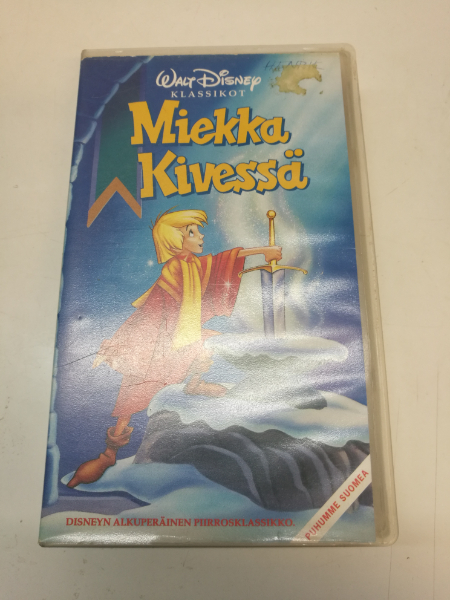 WALT DISNEY
KLASSIKOT
MIEKKA
KIVESSÄ
DISNEYN ALKUPERÄINEN PIIRROSKLASSIKKO.
PUHUMME SUOMEA